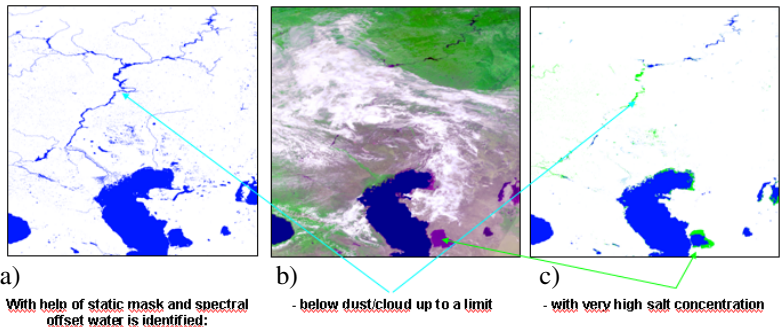 a)
b)
c)
With help of static mask and spectral
offset water is identified:
- below dust/cloud up to a limit
- with very high salt concentration